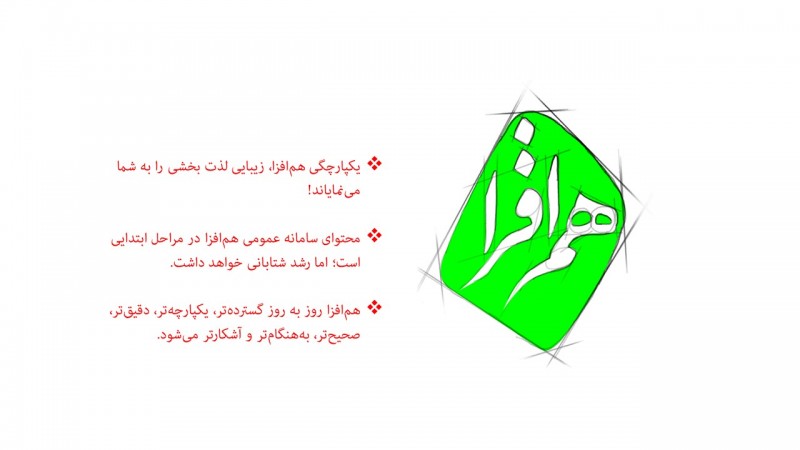 هم‌افزا
❖ یکپارچگی هم‌افزا، زیبایی لذت بخشی را به شما
می‌نمایاند!
❖ محتوای سامانه عمومی هم‌افزا در مراحل ابتدایی
است؛ اما رشد شتابانی خواهد داشت.
❖ هم‌افزا روز به روز گسترده‌تر، یکپارچه‌تر، دقیق‌تر،
صحیح‌تر، به‌هنگام‌تر و آشکارتر می‌شود.